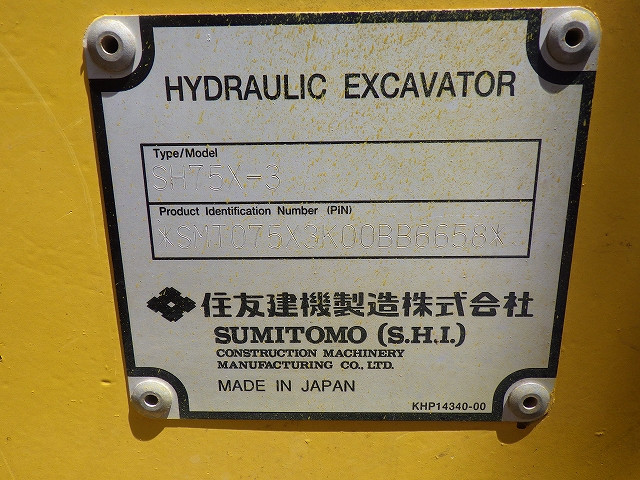 HYDRAULIC EXCAVATOR
Type/Model
SH75X-3
Product Identification Number (PIN)
*SMT075X3K00BB6658*
住友建機製造株式会社
SUMITOMO (S.H.I.)
CONSTRUCTION MACHINERY
MANUFACTURING CO., LTD.
MADE IN JAPAN
KHP14340-00